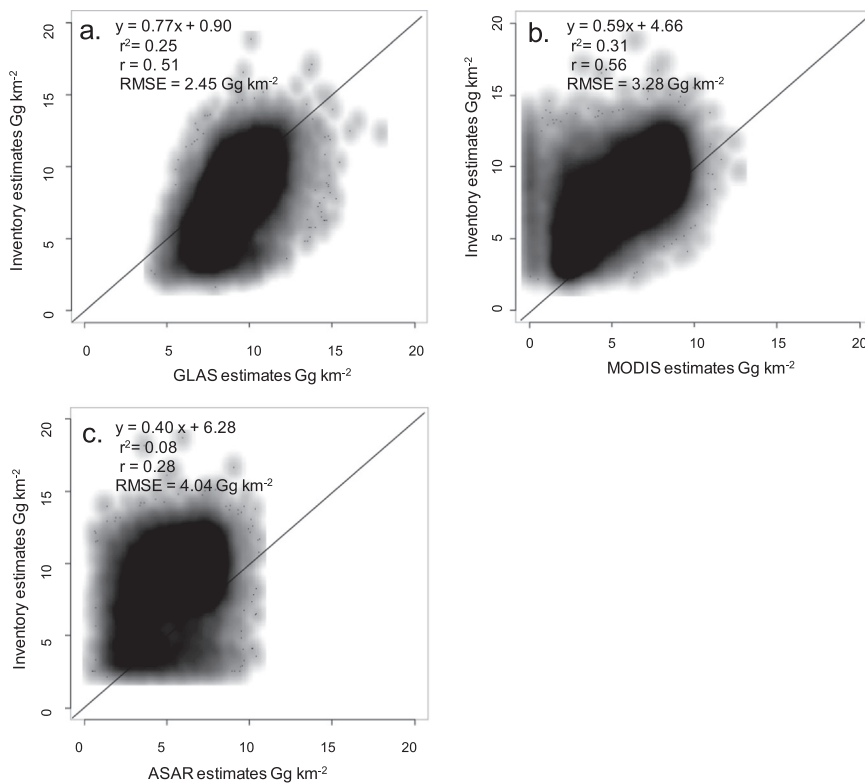 a.
y = 0.77x + 0.90
r²= 0.25
r = 0. 51
RMSE = 2.45 Gg km⁻²
Inventory estimates Gg km⁻²
20
15
10
5
0
0 5 10 15 20
GLAS estimates Gg km⁻²
b.
y = 0.59x + 4.66
r²= 0.31
r = 0.56
RMSE = 3.28 Gg km⁻²
Inventory estimates Gg km⁻²
20
15
10
5
0
0 5 10 15 20
MODIS estimates Gg km⁻²
c.
y = 0.40 x + 6.28
r²= 0.08
r = 0.28
RMSE = 4.04 Gg km⁻²
Inventory estimates Gg km⁻²
20
15
10
5
0
0 5 10 15 20
ASAR estimates Gg km⁻²